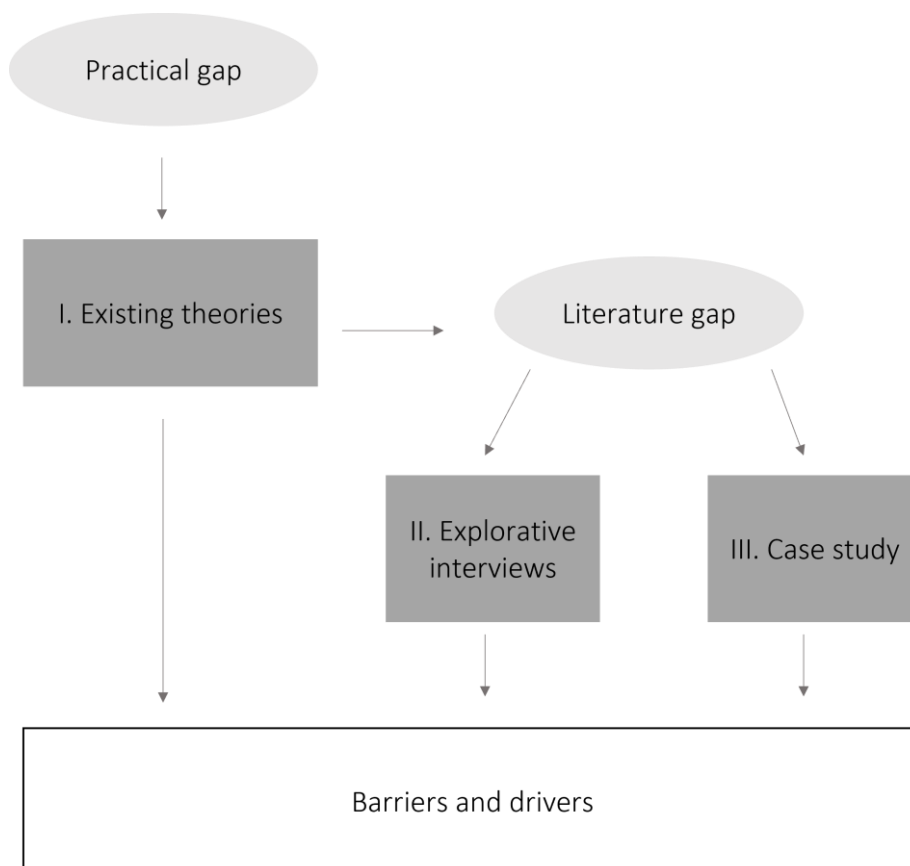 Practical gap
I. Existing theories
Literature gap
II. Explorative
interviews
III. Case study
Barriers and drivers